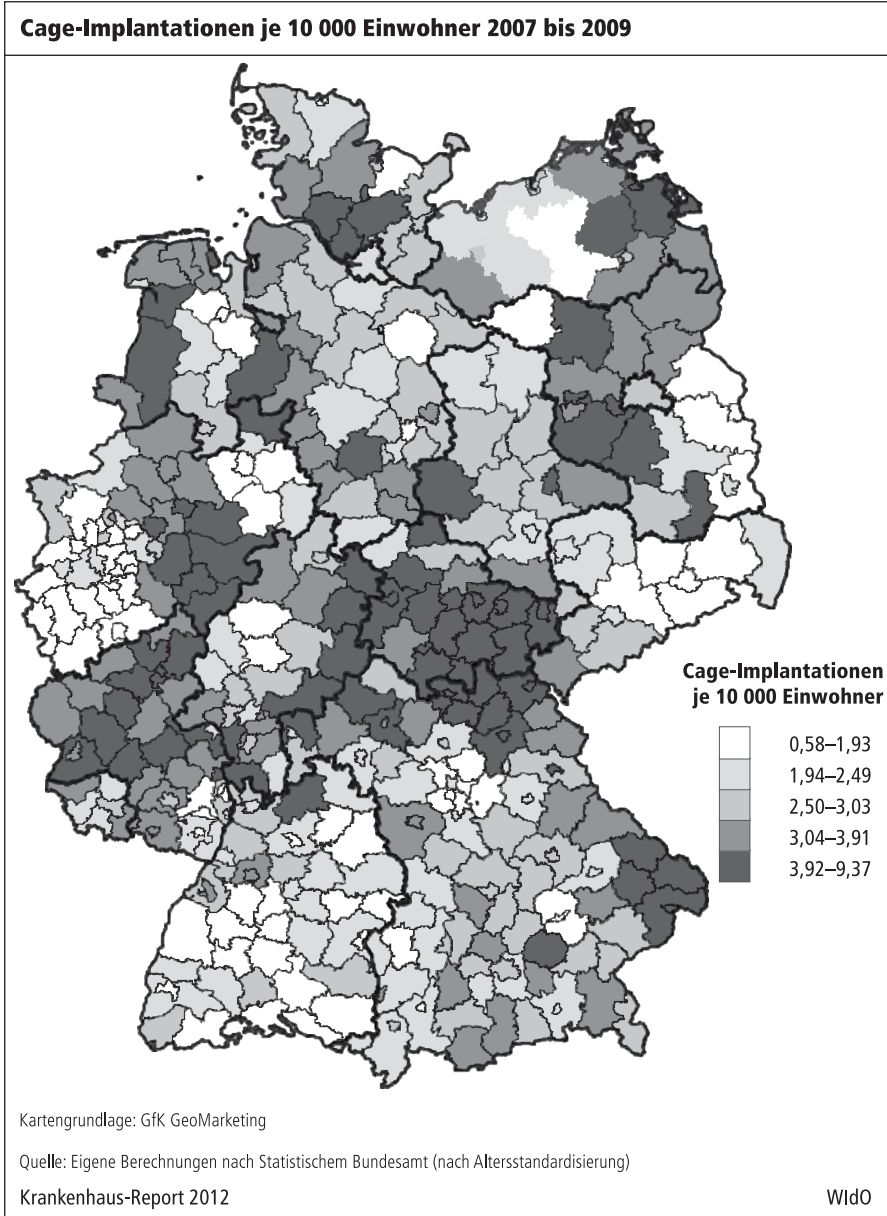 Cage-Implantationen je 10 000 Einwohner 2007 bis 2009
Cage-Implantationen
je 10 000 Einwohner
0,58–1,93
1,94–2,49
2,50–3,03
3,04–3,91
3,92–9,37
Kartengrundlage: GfK GeoMarketing
Quelle: Eigene Berechnungen nach Statistischem Bundesamt (nach Altersstandardisierung)
Krankenhaus-Report 2012 WIdO